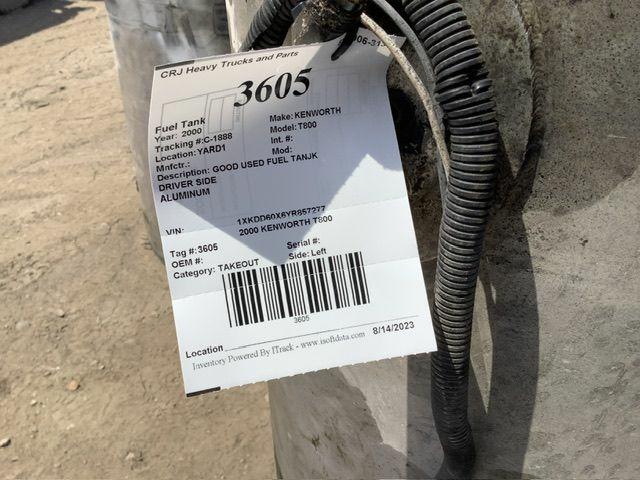 CRJ Heavy Trucks and Parts
3605
Fuel Tank
Year: 2000
Make: KENWORTH
Tracking #:C-1888
Model: T800
Location: YARD1
Int. #:
Mnfctr.:
Mod:
Description: GOOD USED FUEL TANJK
DRIVER SIDE
ALUMINUM
VIN:
1XKDD60X6YR857277
2000 KENWORTH T800
Tag #:3605
Serial #:
OEM #:
Side: Left
Category: TAKEOUT
3605
Location
8/14/2023
Inventory Powered By ITrack - www.isoftdata.com